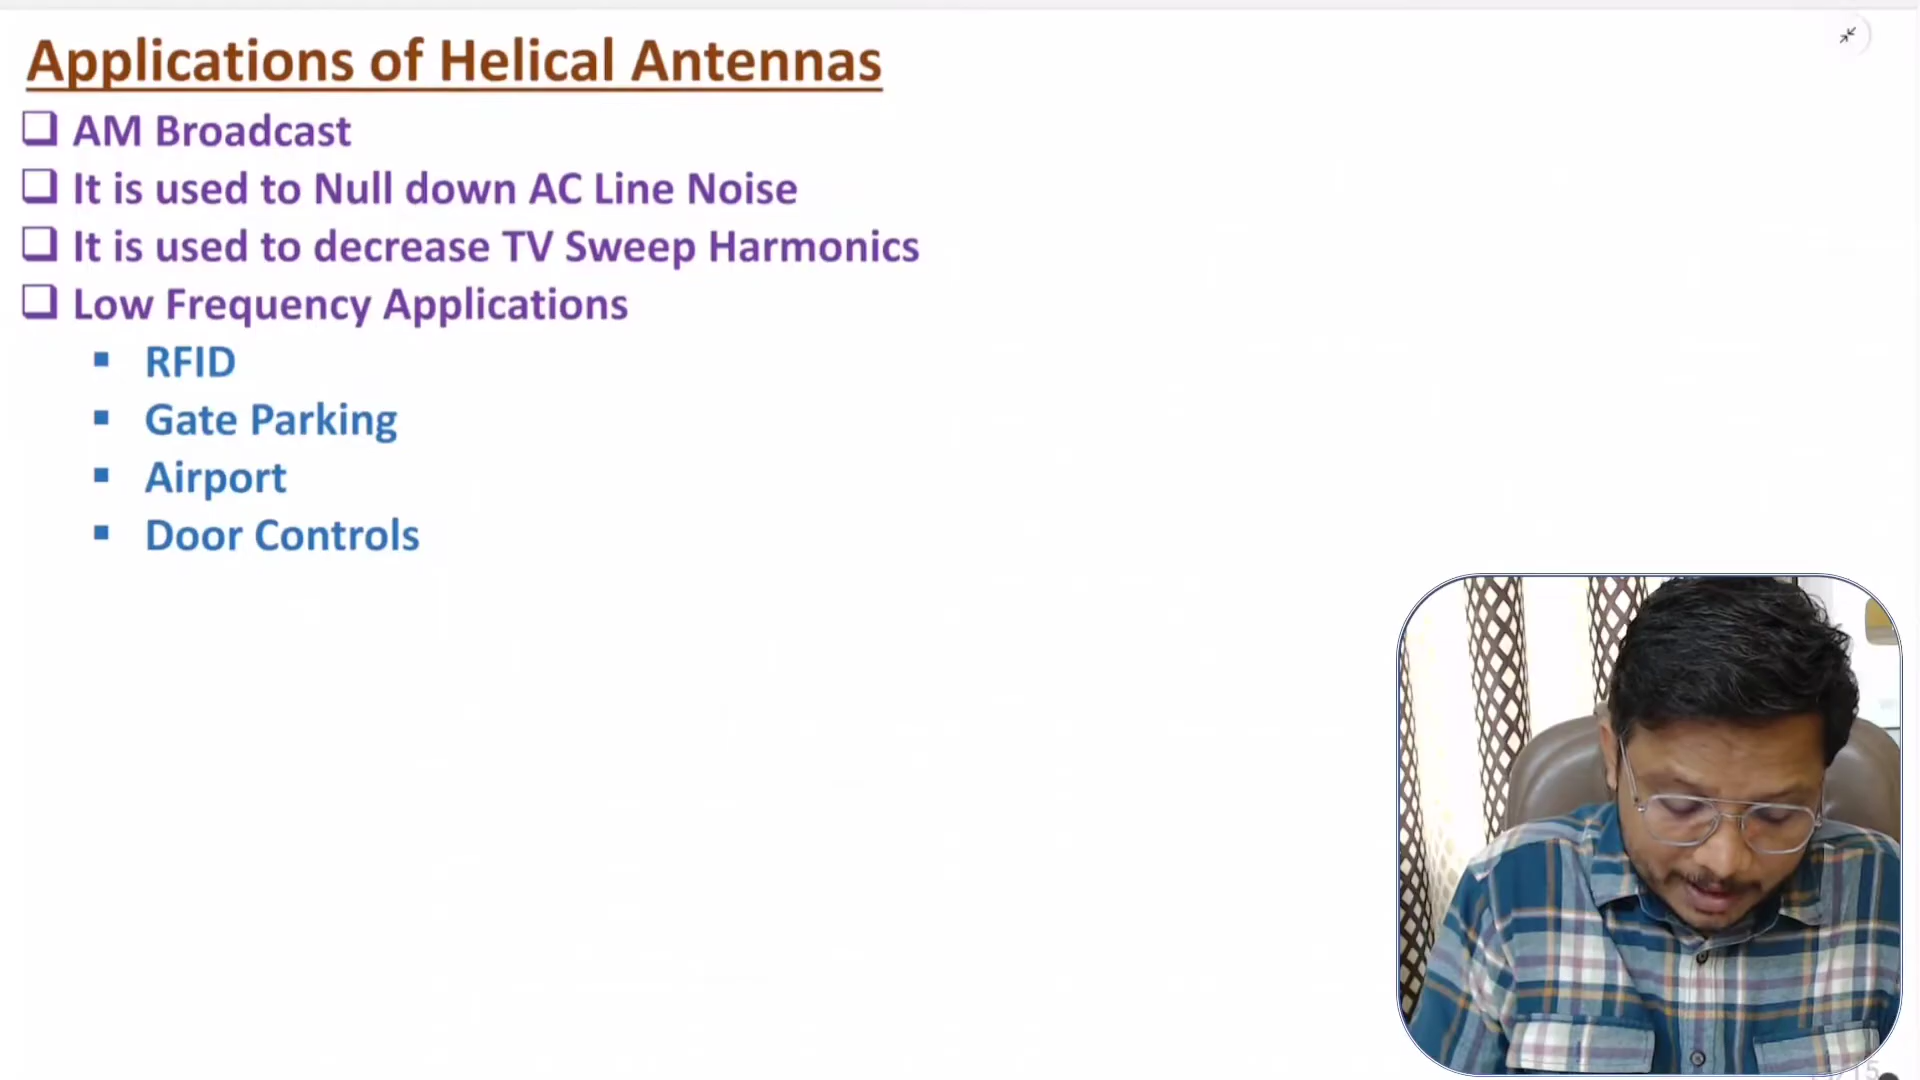 Applications of Helical Antennas
AM Broadcast
It is used to Null down AC Line Noise
It is used to decrease TV Sweep Harmonics
Low Frequency Applications
RFID
Gate Parking
Airport
Door Controls